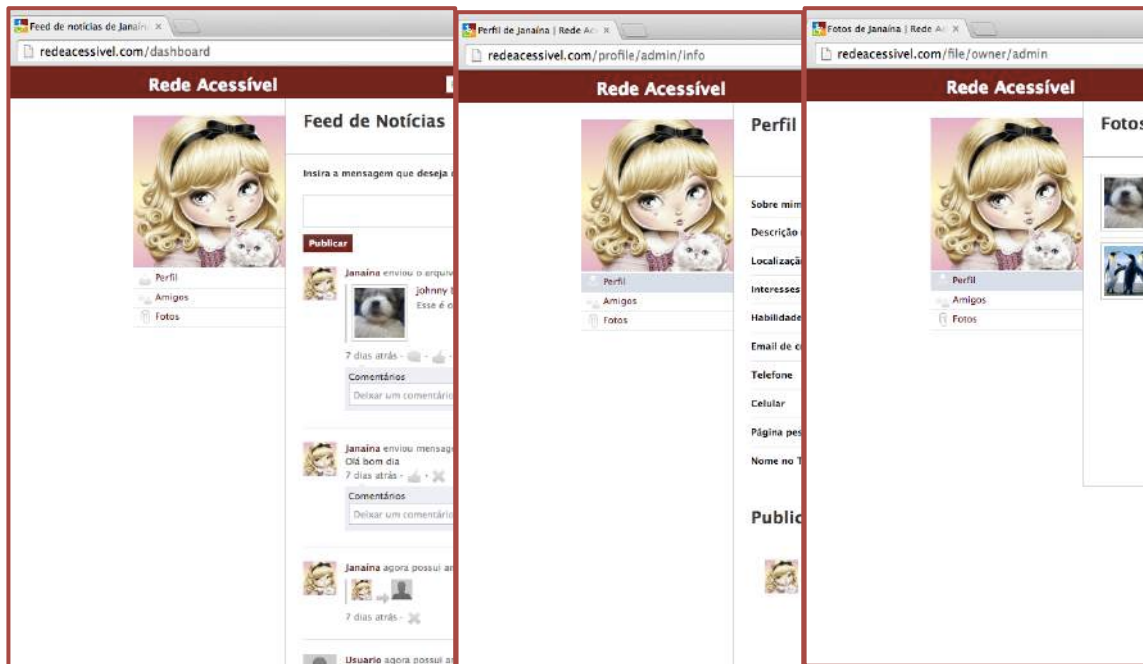 Feed de notícias de Janaín
redeacessivel.com/dashboard
Rede Acessível
Perfil
Amigos
Fotos
Feed de Notícias
Insira a mensagem que deseja
Publicar
Janaína enviou o arquiv
johnny
Esse é o
7 dias atrás -
Comentários
Deixar um comentário
Janaína enviou mensag
Olá bom dia
7 dias atrás -
Comentários
Deixar um comentário
Janaína agora possui
7 dias atrás -
Usuario agora possui
Perfil de Janaína | Rede Ac
redeacessivel.com/profile/admin/info
Rede Acessível
Perfil
Amigos
Fotos
Perfil
Sobre mim
Descrição
Localizaçã
Interesses
Habilidade
Email de c
Telefone
Celular
Página pes
Nome no T
Public
Fotos de Janaína | Rede A
redeacessivel.com/file/owner/admin
Rede Acessível
Perfil
Amigos
Fotos
Fotos